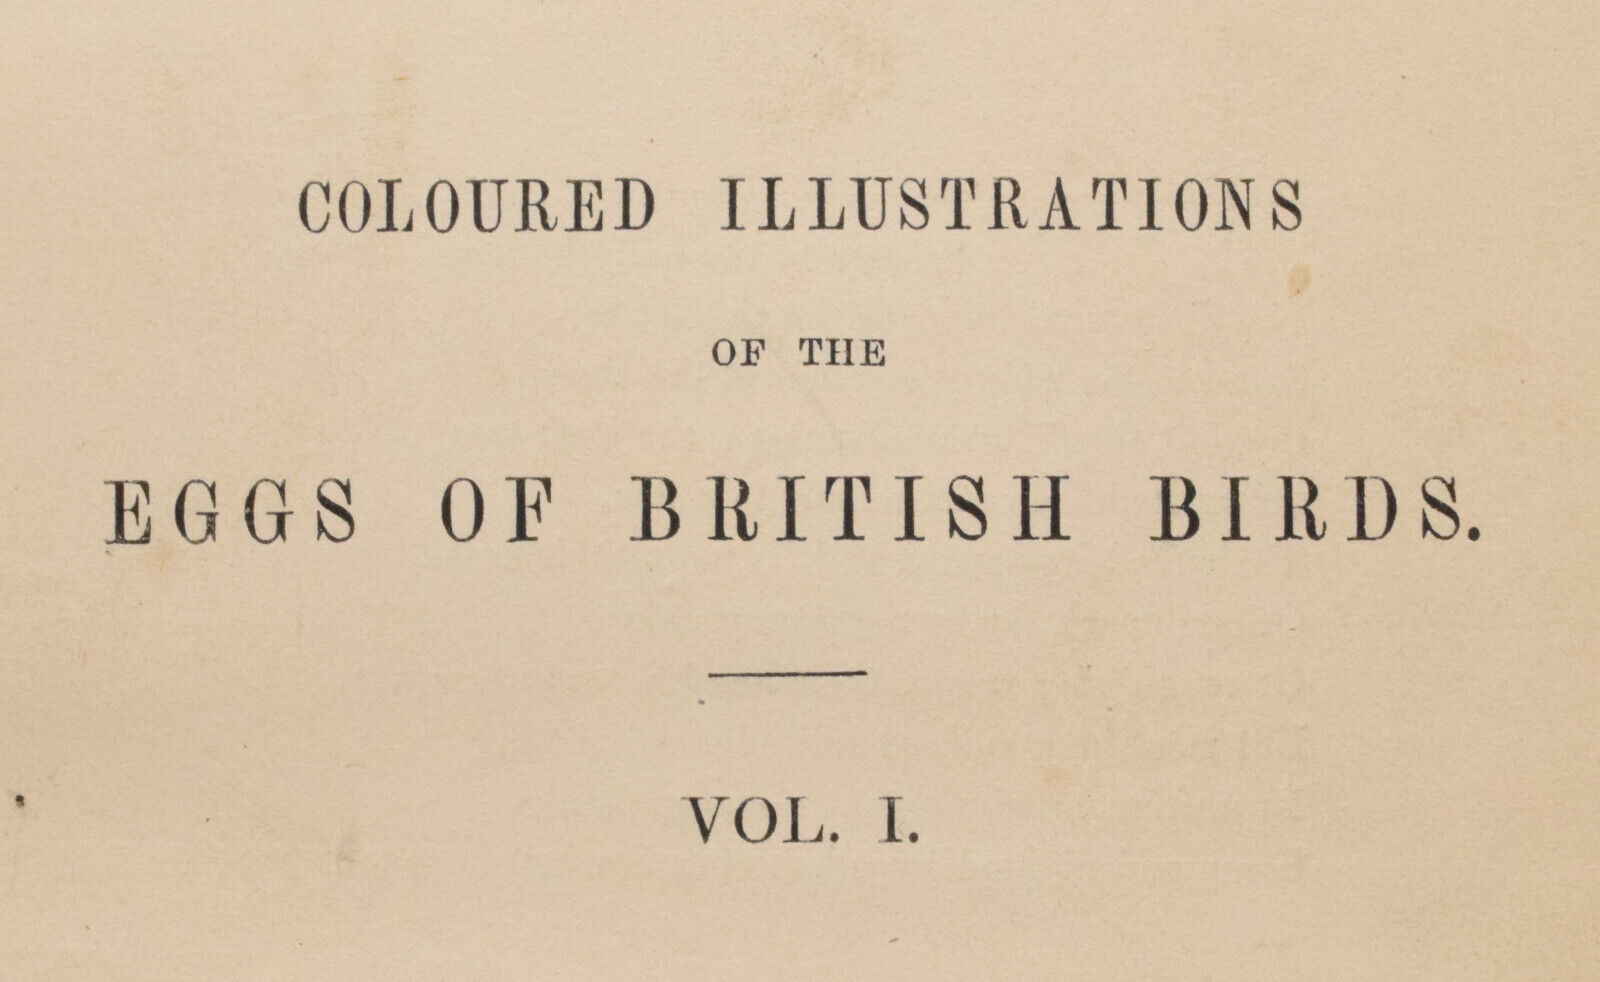 COLOURED ILLUSTRATIONS
OF THE
EGGS OF BRITISH BIRDS.
VOL. I.